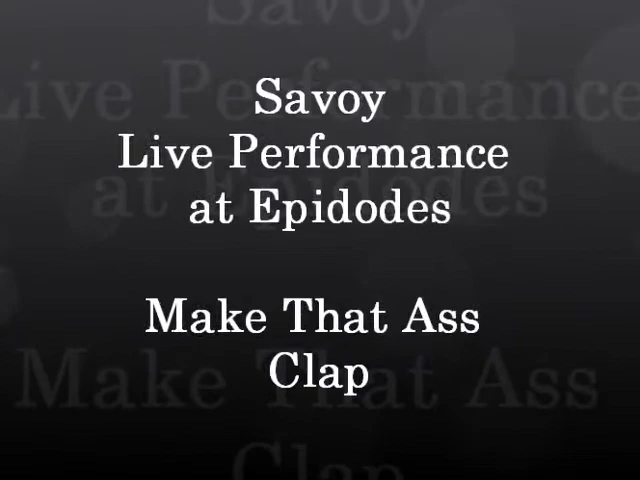 Savoy
Live Performance
at Epidodes
Make That Ass
Clap